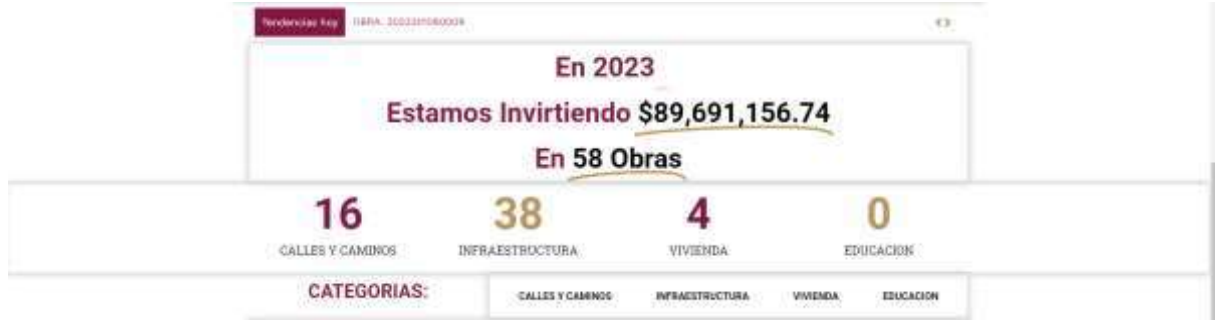 Tendencias hoy
En 2023
Estamos Invirtiendo $89,691,156.74
En 58 Obras
16 38 4 0
CALLES Y CAMINOS INFRAESTRUCTURA VIVIENDA EDUCACION
CATEGORIAS: CALLES Y CAMINOS INFRAESTRUCTURA VIVIENDA EDUCACION